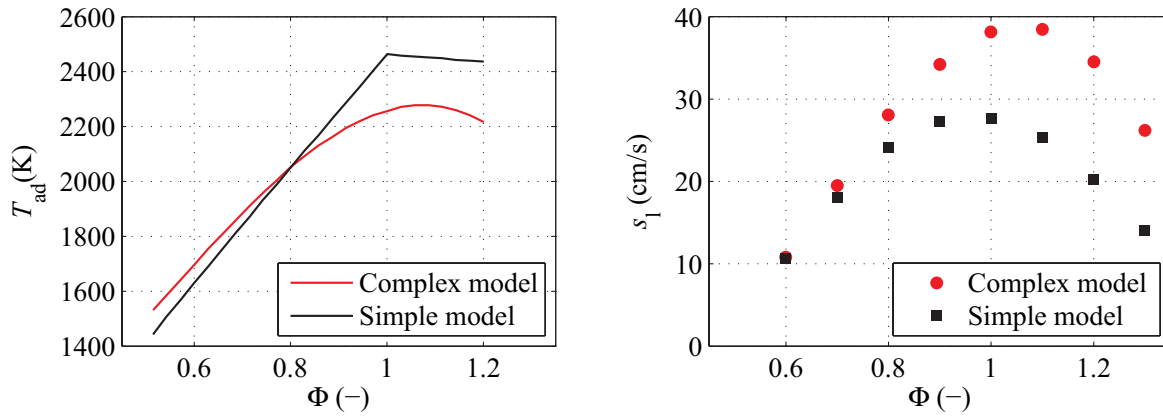 2600
2400
2200
2000
1800
1600
1400
T_ad (K)
0.6 0.8 1 1.2
Φ (−)
Complex model
Simple model
40
30
20
10
0
s_l (cm/s)
0.6 0.8 1 1.2
Φ (−)
Complex model
Simple model